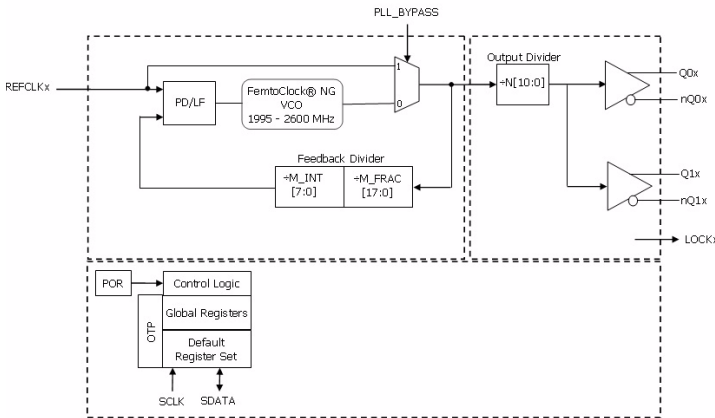 PLL_BYPASS
REFCLKx
PD/LF
FemtoClock® NG
VCO
1995 - 2600 MHz
1
0
Output Divider
÷N[10:0]
Q0x
nQ0x
Feedback Divider
÷M_INT
[7:0]
÷M_FRAC
[17:0]
Q1x
nQ1x
LOCKx
POR
Control Logic
OTP
Global Registers
Default
Register Set
SCLK
SDATA